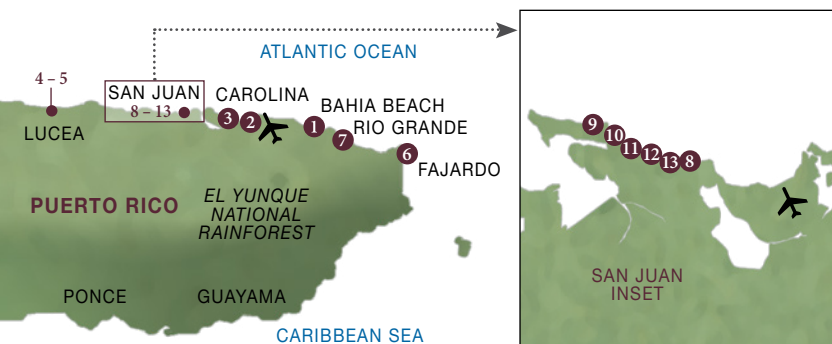 ATLANTIC OCEAN
4 – 5
SAN JUAN
8 – 13
CAROLINA
BAHIA BEACH
RIO GRANDE
LUCEA
3
2
1
7
6
FAJARDO
PUERTO RICO
EL YUNQUE
NATIONAL
RAINFOREST
PONCE
GUAYAMA
CARIBBEAN SEA
9
10
11
12
13
8
SAN JUAN
INSET